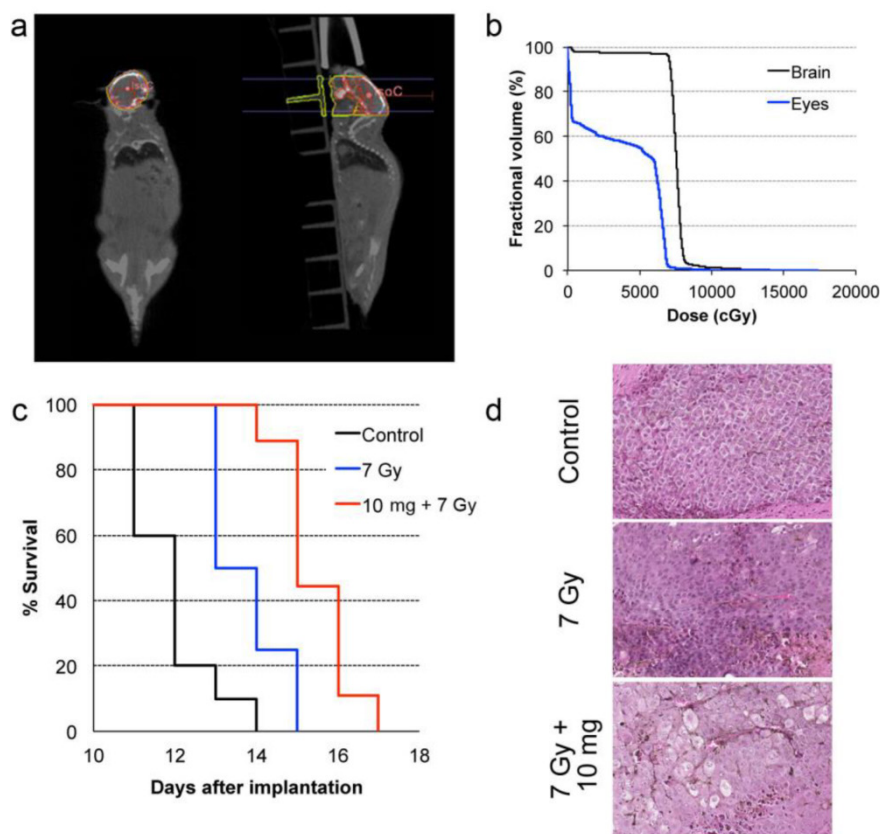 a
soC
b
Fractional volume (%)
100
80
60
40
20
0
Brain
Eyes
0 5000 10000 15000 20000
Dose (cGy)
c
% Survival
100
80
60
40
20
0
Control
7 Gy
10 mg + 7 Gy
10 12 14 16 18
Days after implantation
d
Control
7 Gy
7 Gy +
10 mg